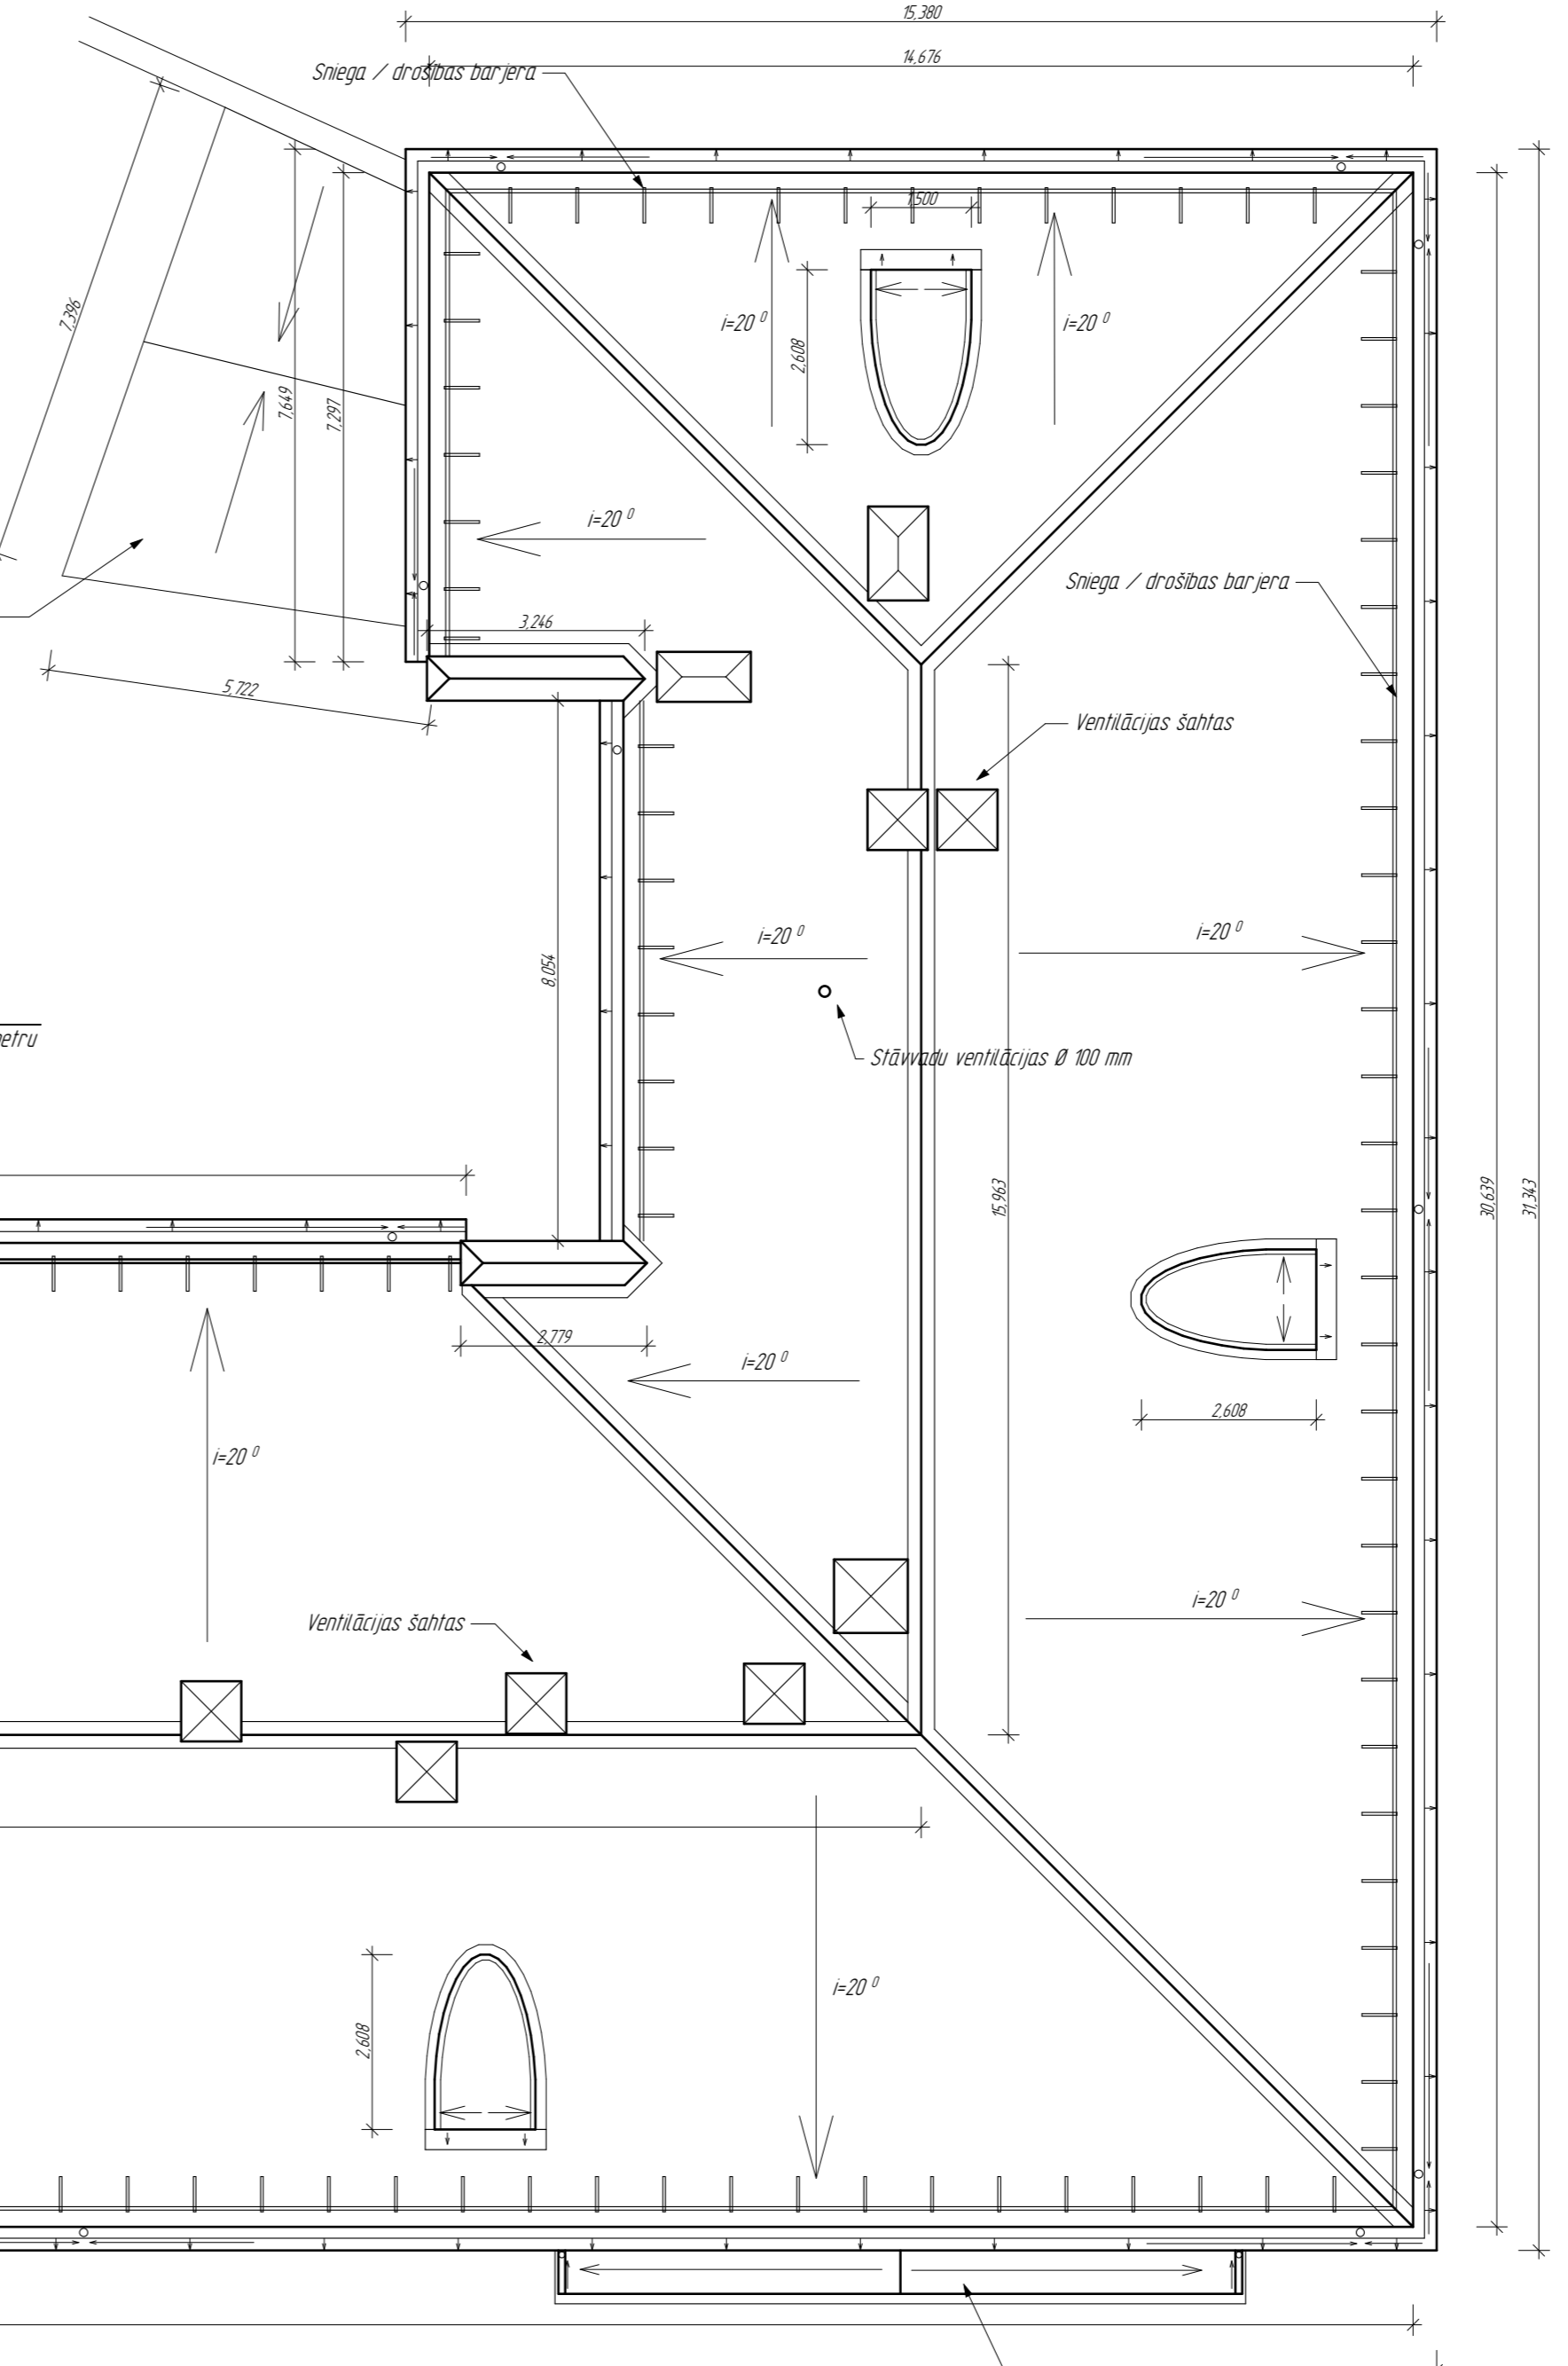 15,380
14,676
Sniega / drošības barjera
1,500
7,396
7,649
7,297
2,608
i=20 0
i=20 0
i=20 0
Sniega / drošības barjera
3,246
5,722
Ventilācijas šahtas
i=20 0
i=20 0
8,054
Stāvvadu ventilācijas Ø 100 mm
15,963
30,639
31,343
2,779
i=20 0
2,608
i=20 0
i=20 0
Ventilācijas šahtas
i=20 0
2,608